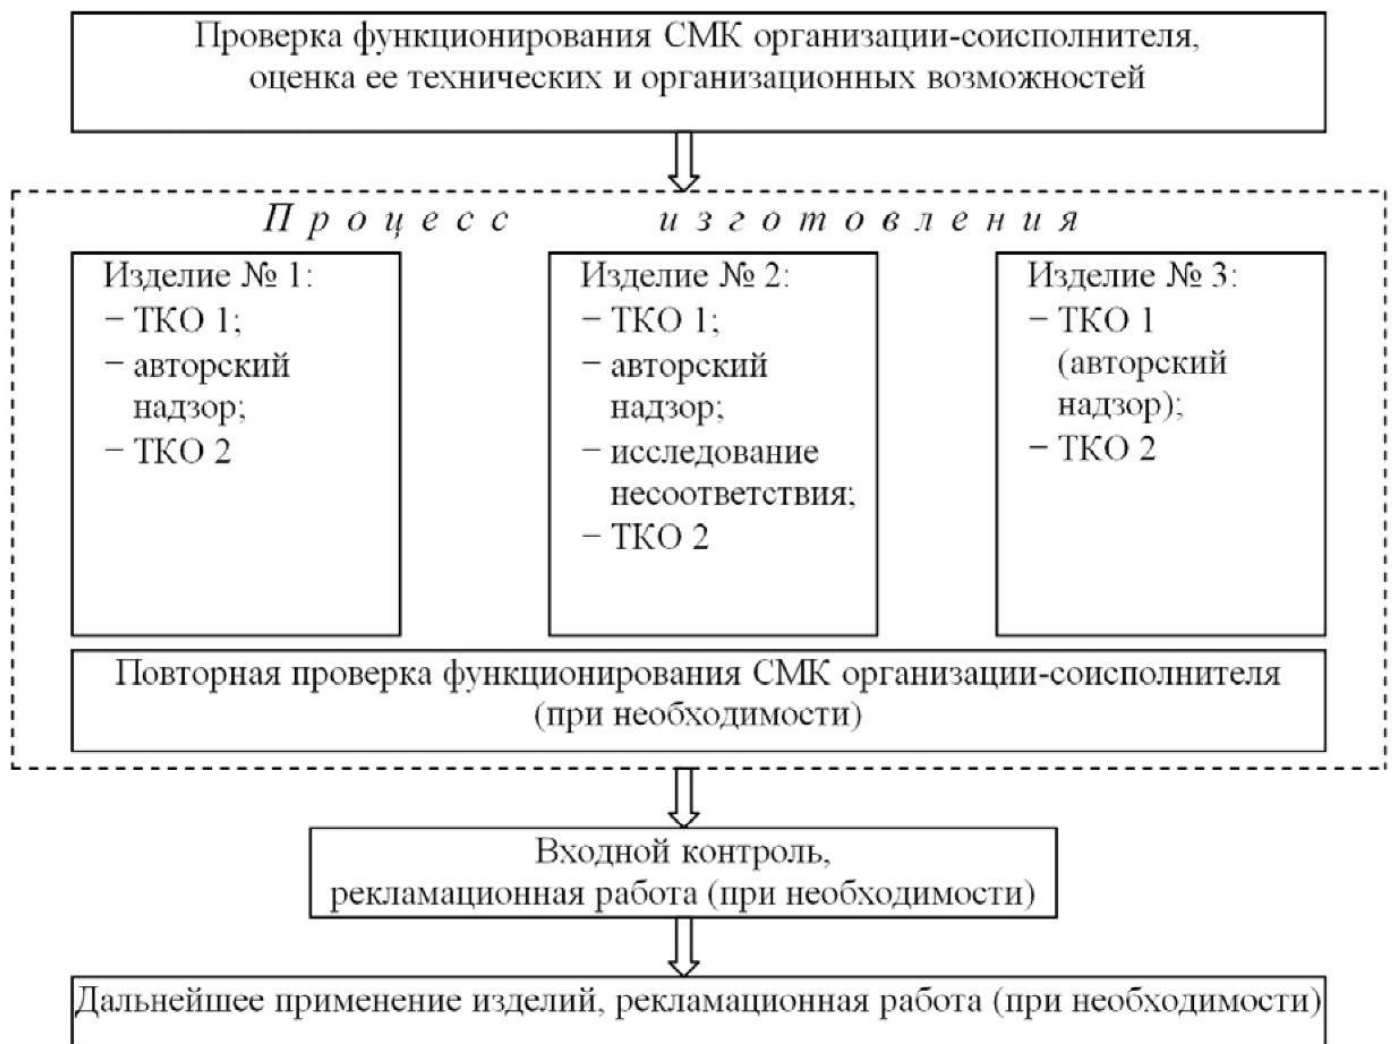 Проверка функционирования СМК организации-соисполнителя,
оценка ее технических и организационных возможностей
Процесс изготовления
Изделие № 1:
− ТКО 1;
− авторский
надзор;
− ТКО 2
Изделие № 2:
− ТКО 1;
− авторский
надзор;
− исследование
несоответствия;
− ТКО 2
Изделие № 3:
− ТКО 1
(авторский
надзор);
− ТКО 2
Повторная проверка функционирования СМК организации-соисполнителя
(при необходимости)
Входной контроль,
рекламационная работа (при необходимости)
Дальнейшее применение изделий, рекламационная работа (при необходимости)